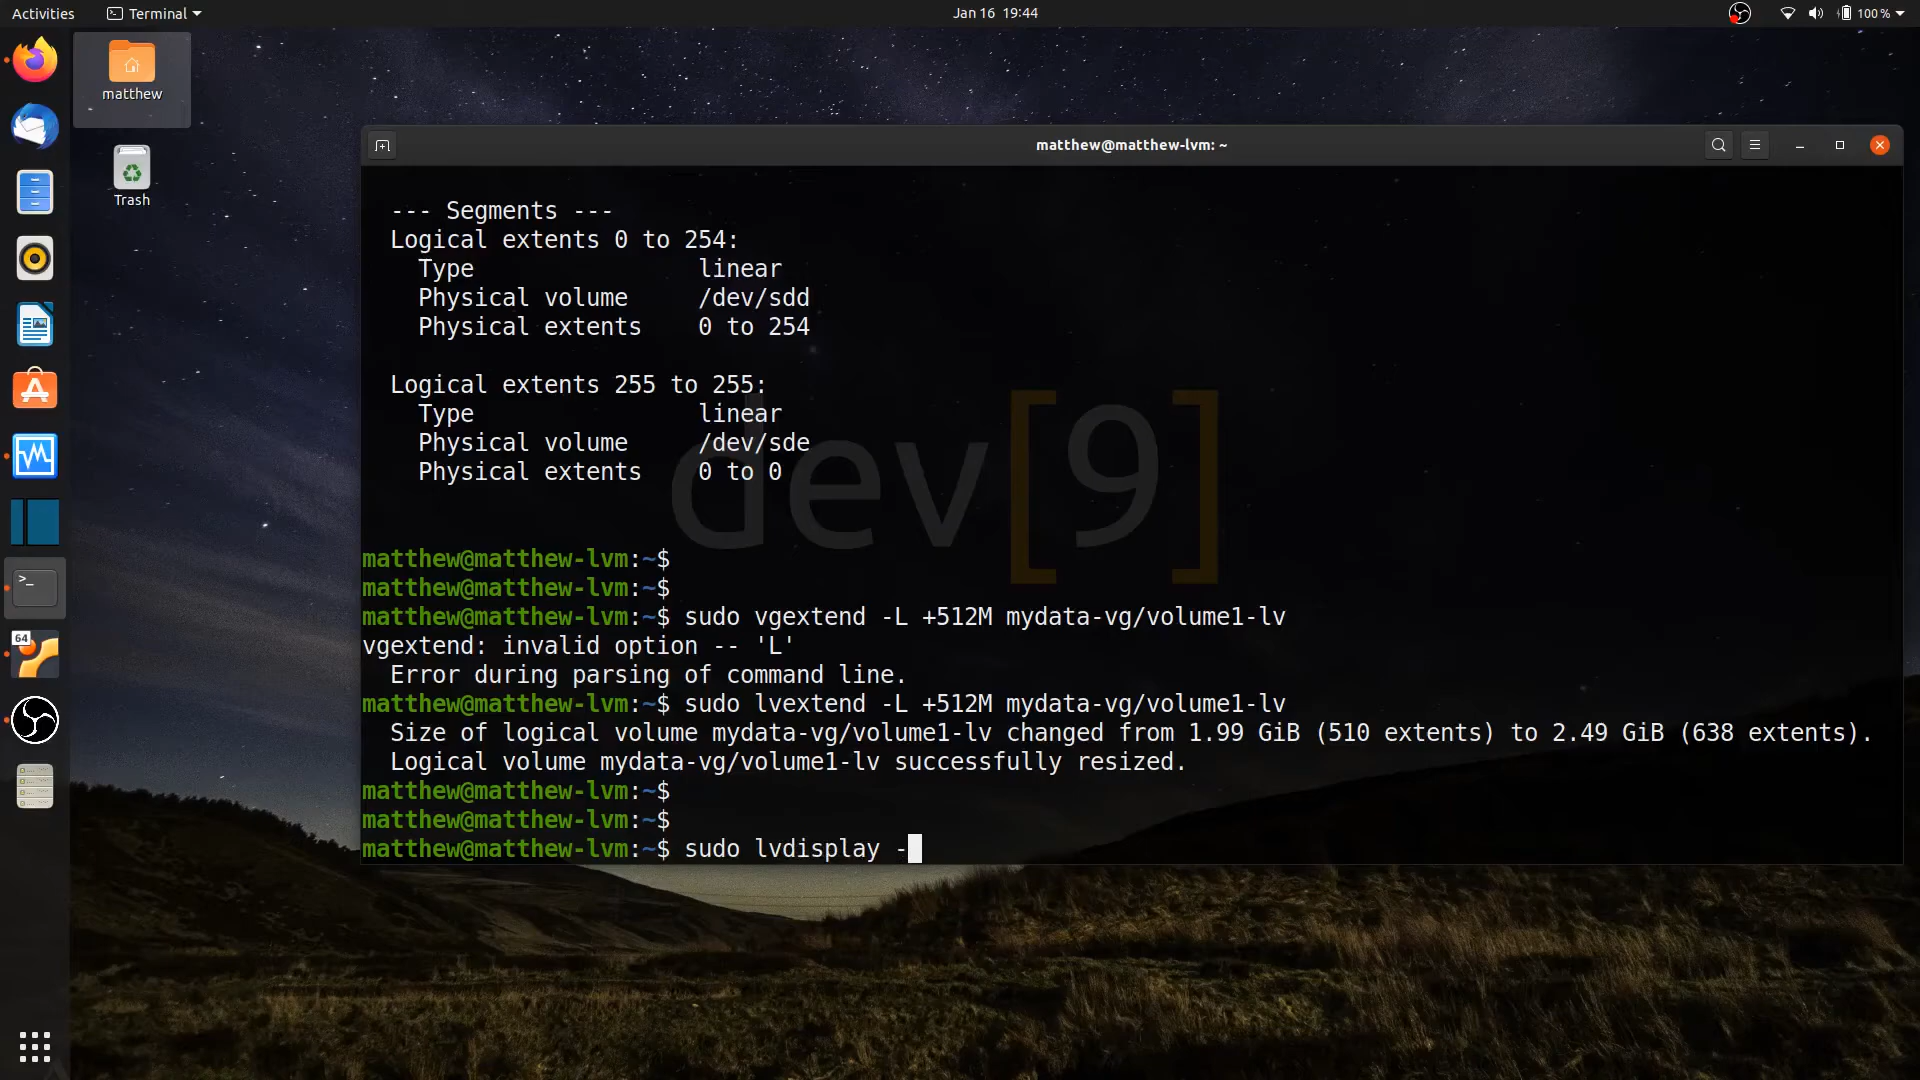 Activities
Terminal
Jan 16 19:44
100 %
matthew
Trash
matthew@matthew-lvm: ~
--- Segments ---
Logical extents 0 to 254:
Type linear
Physical volume /dev/sdd
Physical extents 0 to 254
Logical extents 255 to 255:
Type linear
Physical volume /dev/sde
Physical extents 0 to 0
dev[9]
matthew@matthew-lvm:~$
matthew@matthew-lvm:~$
matthew@matthew-lvm:~$ sudo vgextend -L +512M mydata-vg/volume1-lv
vgextend: invalid option -- 'L'
Error during parsing of command line.
matthew@matthew-lvm:~$ sudo lvextend -L +512M mydata-vg/volume1-lv
Size of logical volume mydata-vg/volume1-lv changed from 1.99 GiB (510 extents) to 2.49 GiB (638 extents).
Logical volume mydata-vg/volume1-lv successfully resized.
matthew@matthew-lvm:~$
matthew@matthew-lvm:~$
matthew@matthew-lvm:~$ sudo lvdisplay -
>_
64